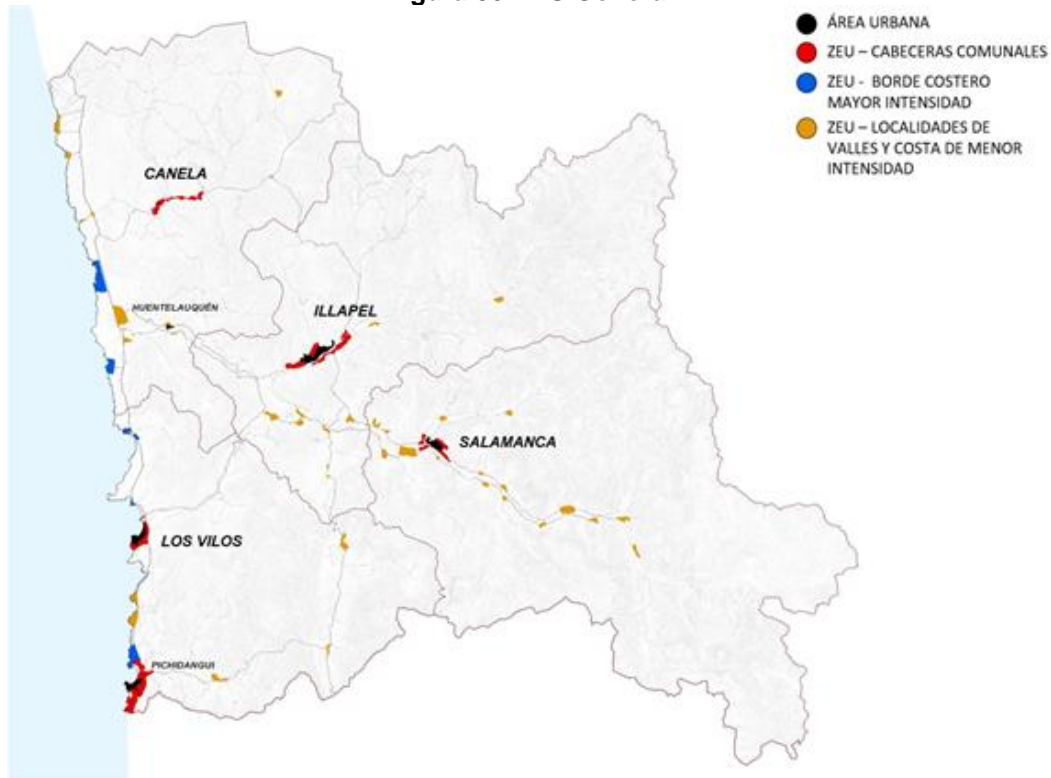 ÁREA URBANA
ZEU – CABECERAS COMUNALES
ZEU - BORDE COSTERO
MAYOR INTENSIDAD
ZEU – LOCALIDADES DE
VALLES Y COSTA DE MENOR
INTENSIDAD
CANELA
HUENTELAUQUÉN
ILLAPEL
SALAMANCA
LOS VILOS
PICHIDANGUI